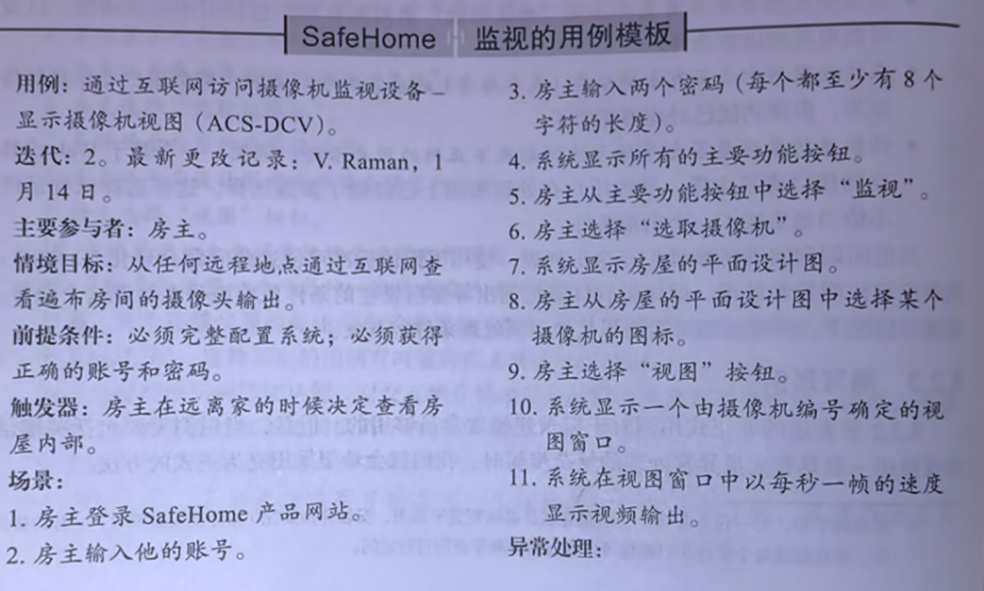 SafeHome 监视的用例模板
用例：通过互联网访问摄像机监视设备—
显示摄像机视图（ACS-DCV）。
迭代：2。最新更改记录：V. Raman，1
月14日。
主要参与者：房主。
情境目标：从任何远程地点通过互联网查
看遍布房间的摄像头输出。
前提条件：必须完整配置系统；必须获得
正确的账号和密码。
触发器：房主在远离家的时候决定查看房
屋内部。
场景：
1. 房主登录 SafeHome 产品网站。
2. 房主输入他的账号。
3. 房主输入两个密码（每个都至少有8个
字符的长度）。
4. 系统显示所有的主要功能按钮。
5. 房主从主要功能按钮中选择“监视”。
6. 房主选择“选取摄像机”。
7. 系统显示房屋的平面设计图。
8. 房主从房屋的平面设计图中选择某个
摄像机的图标。
9. 房主选择“视图”按钮。
10. 系统显示一个由摄像机编号确定的视
图窗口。
11. 系统在视图窗口中以每秒一帧的速度
显示视频输出。
异常处理：